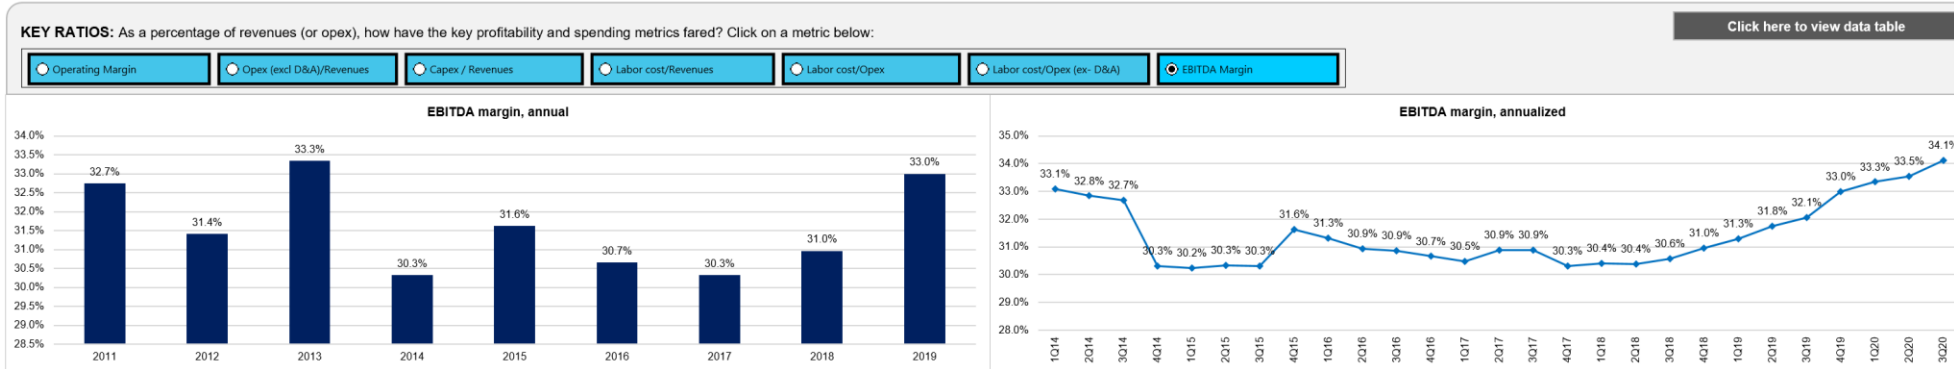 KEY RATIOS: As a percentage of revenues (or opex), how have the key profitability and spending metrics fared? Click on a metric below:
Click here to view data table
Operating Margin
Opex (excl D&A)/Revenues
Capex / Revenues
Labor cost/Revenues
Labor cost/Opex
Labor cost/Opex (ex- D&A)
EBITDA Margin
EBITDA margin, annual
34.0%
33.5%
33.0%
32.5%
32.0%
31.5%
31.0%
30.5%
30.0%
29.5%
29.0%
28.5%
32.7%
31.4%
33.3%
30.3%
31.6%
30.7%
30.3%
31.0%
33.0%
2011 2012 2013 2014 2015 2016 2017 2018 2019
EBITDA margin, annualized
35.0%
34.0%
33.0%
32.0%
31.0%
30.0%
29.0%
28.0%
33.1% 32.8% 32.7% 30.3% 30.2% 30.3% 30.3% 31.6% 31.3% 30.9% 30.9% 30.7% 30.5% 30.9% 30.9% 30.3% 30.4% 30.4% 30.6% 31.0% 31.3% 31.8% 32.1% 33.0% 33.3% 33.5% 34.1%
1Q14 2Q14 3Q14 4Q14 1Q15 2Q15 3Q15 4Q15 1Q16 2Q16 3Q16 4Q16 1Q17 2Q17 3Q17 4Q17 1Q18 2Q18 3Q18 4Q18 1Q19 2Q19 3Q19 4Q19 1Q20 2Q20 3Q20